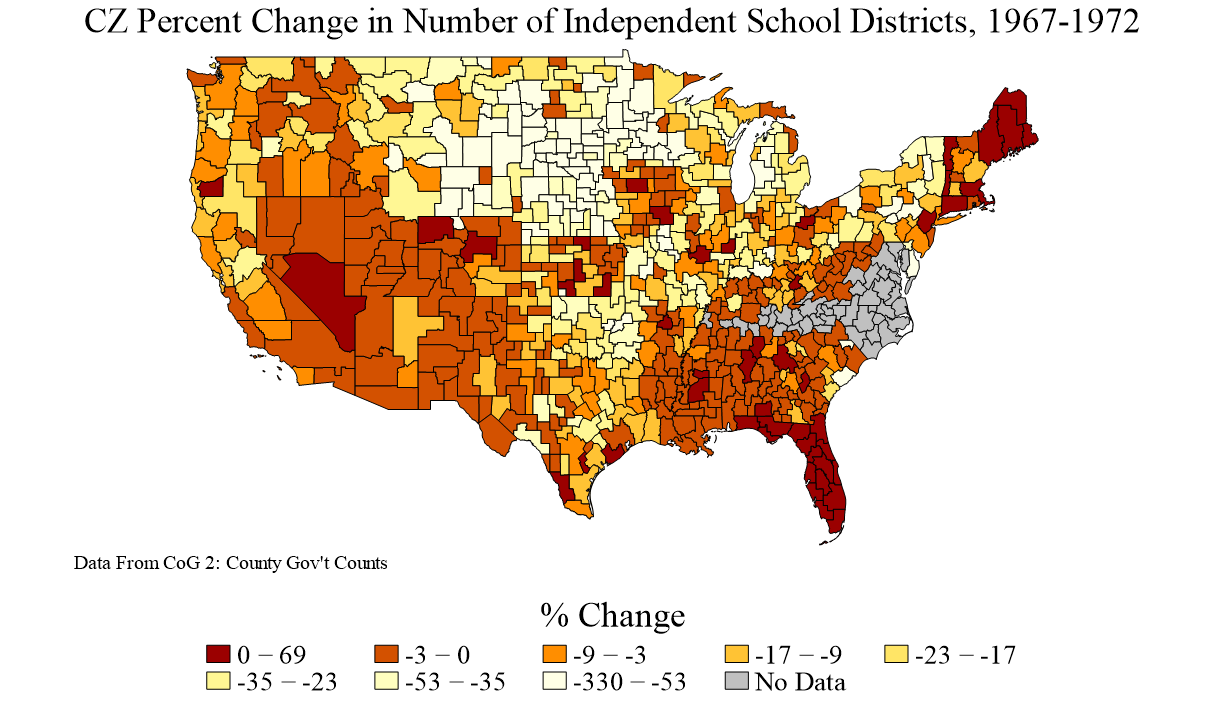 CZ Percent Change in Number of Independent School Districts, 1967-1972
Data From CoG 2: County Gov't Counts
% Change
0 − 69 -3 − 0 -9 − -3 -17 − -9 -23 − -17
-35 − -23 -53 − -35 -330 − -53 No Data